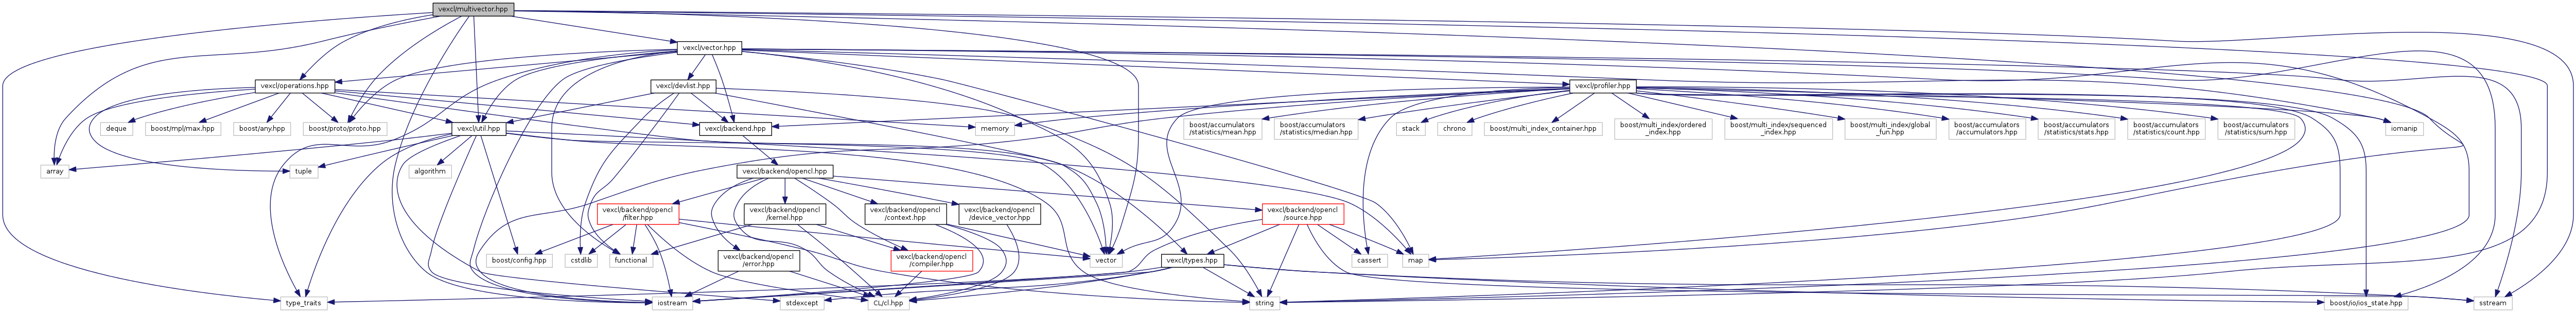 vexcl/multivector.hpp
vexcl/vector.hpp
vexcl/operations.hpp
vexcl/devlist.hpp
vexcl/profiler.hpp
deque
boost/mpl/max.hpp
boost/any.hpp
boost/proto/proto.hpp
vexcl/util.hpp
vexcl/backend.hpp
memory
boost/accumulators
/statistics/mean.hpp
boost/accumulators
/statistics/median.hpp
stack
chrono
boost/multi_index_container.hpp
boost/multi_index/ordered
_index.hpp
boost/multi_index/sequenced
_index.hpp
boost/multi_index/global
_fun.hpp
boost/accumulators
/accumulators.hpp
boost/accumulators
/statistics/stats.hpp
boost/accumulators
/statistics/count.hpp
boost/accumulators
/statistics/sum.hpp
iomanip
array
tuple
algorithm
vexcl/backend/opencl.hpp
vexcl/backend/opencl
/filter.hpp
vexcl/backend/opencl
/kernel.hpp
vexcl/backend/opencl
/context.hpp
vexcl/backend/opencl
/device_vector.hpp
vexcl/backend/opencl
/source.hpp
boost/config.hpp
cstdlib
functional
vexcl/backend/opencl
/error.hpp
vexcl/backend/opencl
/compiler.hpp
vector
vexcl/types.hpp
cassert
map
type_traits
iostream
stdexcept
CL/cl.hpp
string
boost/io/ios_state.hpp
sstream